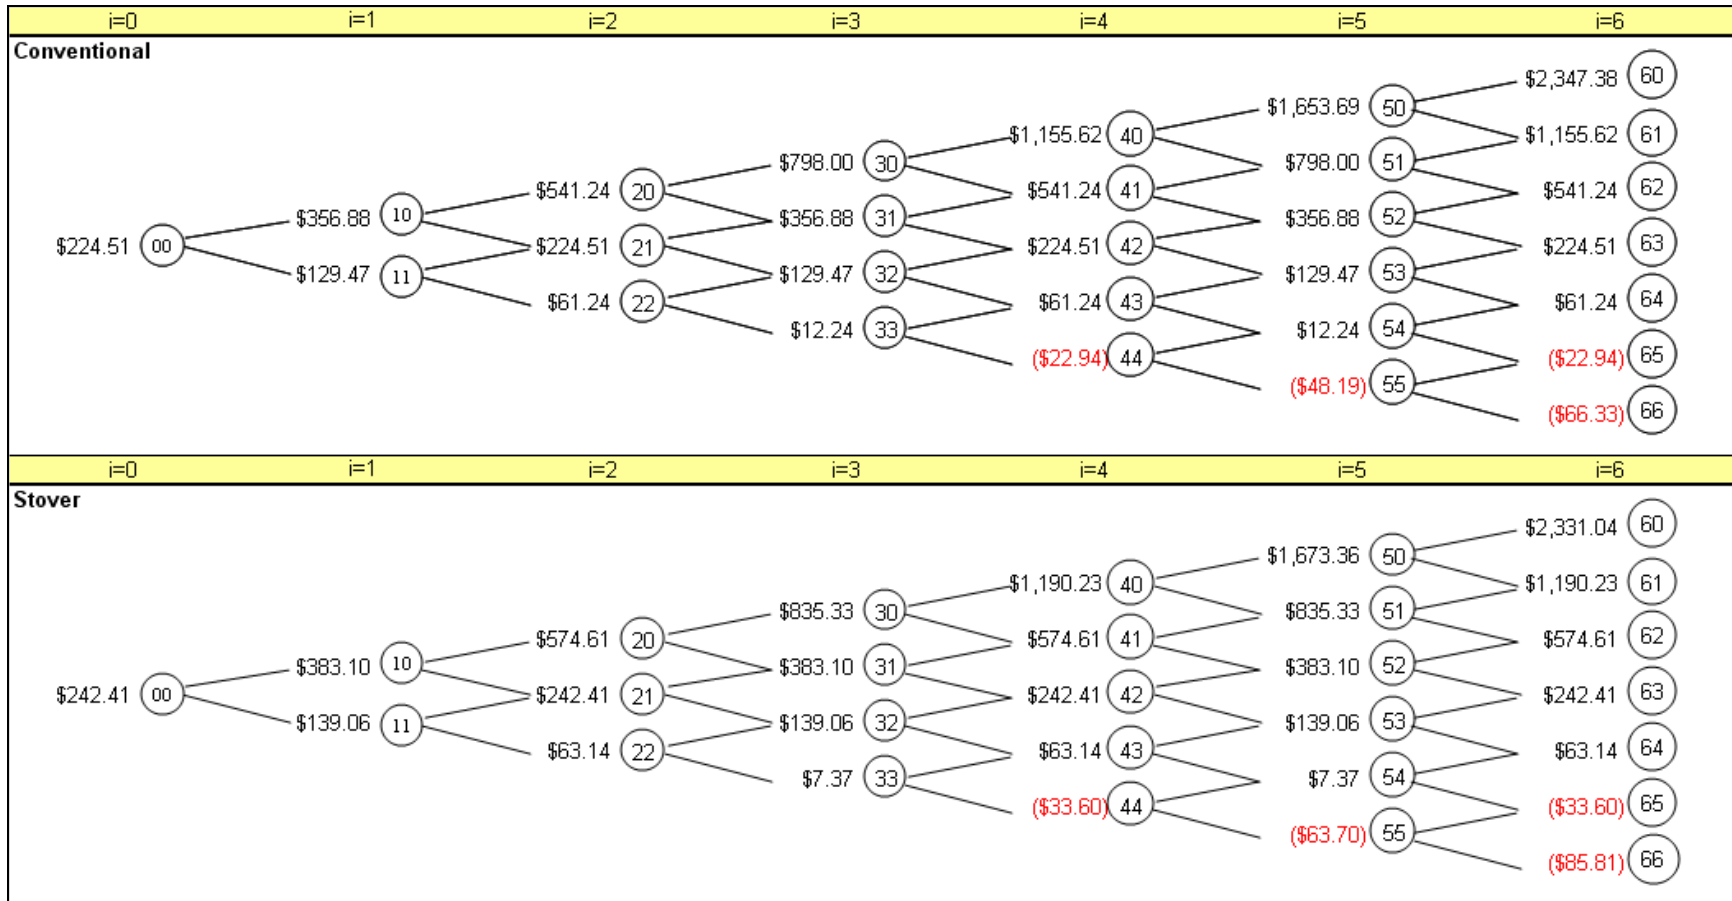 i=0 i=1 i=2 i=3 i=4 i=5 i=6
Conventional
$2,347.38 60
$1,653.69 50
$1,155.62 40 $1,155.62 61
$798.00 30 $798.00 51
$541.24 20 $541.24 41 $541.24 62
$356.88 10 $356.88 31 $356.88 52
$224.51 00 $224.51 21 $224.51 42 $224.51 63
$129.47 11 $129.47 32 $129.47 53
$61.24 22 $61.24 43 $61.24 64
$12.24 33 $12.24 54
($22.94) 44 ($22.94) 65
($48.19) 55
($66.33) 66
i=0 i=1 i=2 i=3 i=4 i=5 i=6
Stover
$2,331.04 60
$1,673.36 50
$1,190.23 40 $1,190.23 61
$835.33 30 $835.33 51
$574.61 20 $574.61 41 $574.61 62
$383.10 10 $383.10 31 $383.10 52
$242.41 00 $242.41 21 $242.41 42 $242.41 63
$139.06 11 $139.06 32 $139.06 53
$63.14 22 $63.14 43 $63.14 64
$7.37 33 $7.37 54
($33.60) 44 ($33.60) 65
($63.70) 55
($85.81) 66